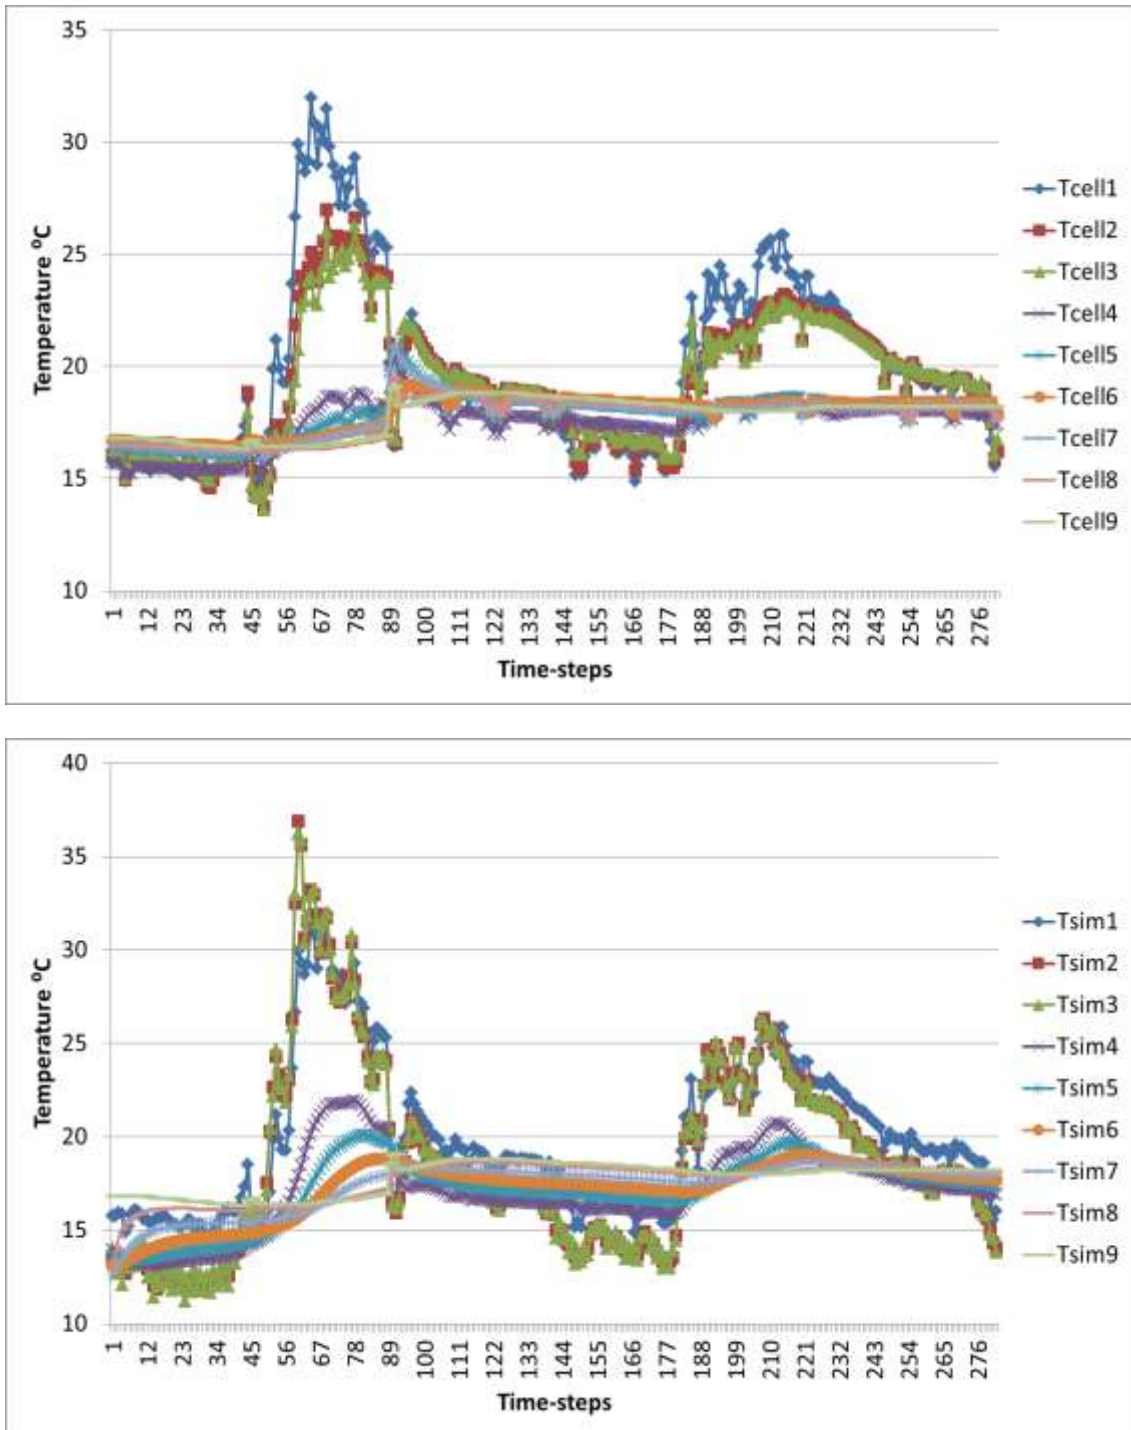 35
30
25
20
15
10
Temperature ⁰C
1 12 23 34 45 56 67 78 89 100 111 122 133 144 155 166 177 188 199 210 221 232 243 254 265 276
Time-steps
Tcell1
Tcell2
Tcell3
Tcell4
Tcell5
Tcell6
Tcell7
Tcell8
Tcell9
40
35
30
25
20
15
10
Temperature ⁰C
1 12 23 34 45 56 67 78 89 100 111 122 133 144 155 166 177 188 199 210 221 232 243 254 265 276
Time-steps
Tsim1
Tsim2
Tsim3
Tsim4
Tsim5
Tsim6
Tsim7
Tsim8
Tsim9